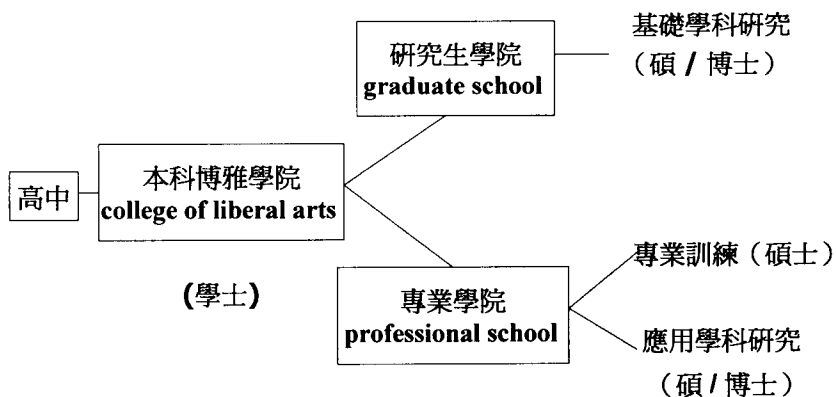 高中
本科博雅學院
college of liberal arts
(學士)
研究生學院
graduate school
基礎學科研究
（碩 / 博士）
專業學院
professional school
專業訓練（碩士）
應用學科研究
（碩 / 博士）